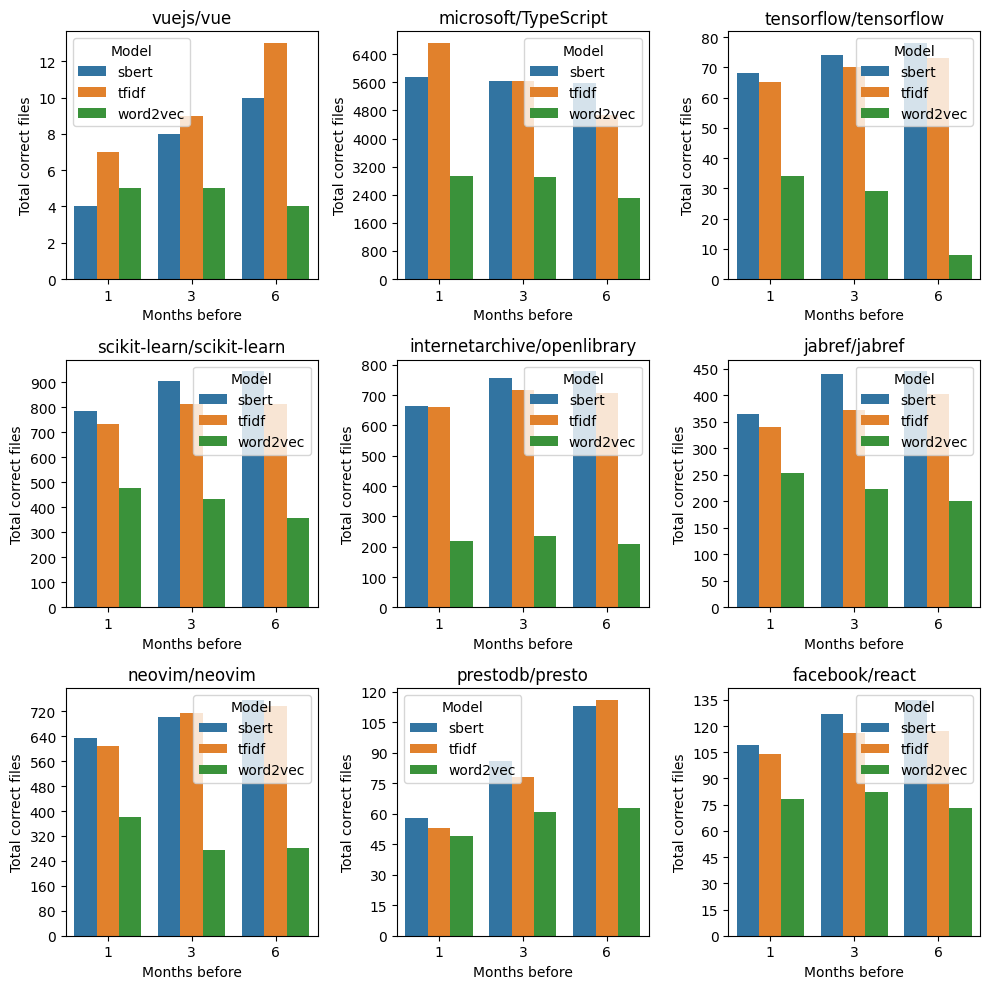 vuejs/vue
Total correct files
12
10
8
6
4
2
0
Model
sbert
tfidf
word2vec
1 3 6
Months before
microsoft/TypeScript
Total correct files
6400
5600
4800
4000
3200
2400
1600
800
0
Model
sbert
tfidf
word2vec
1 3 6
Months before
tensorflow/tensorflow
Total correct files
80
70
60
50
40
30
20
10
0
Model
sbert
tfidf
word2vec
1 3 6
Months before
scikit-learn/scikit-learn
Total correct files
900
800
700
600
500
400
300
200
100
0
Model
sbert
tfidf
word2vec
1 3 6
Months before
internetarchive/openlibrary
Total correct files
800
700
600
500
400
300
200
100
0
Model
sbert
tfidf
word2vec
1 3 6
Months before
jabref/jabref
Total correct files
450
400
350
300
250
200
150
100
50
0
Model
sbert
tfidf
word2vec
1 3 6
Months before
neovim/neovim
Total correct files
720
640
560
480
400
320
240
160
80
0
Model
sbert
tfidf
word2vec
1 3 6
Months before
prestodb/presto
Total correct files
120
105
90
75
60
45
30
15
0
Model
sbert
tfidf
word2vec
1 3 6
Months before
facebook/react
Total correct files
135
120
105
90
75
60
45
30
15
0
Model
sbert
tfidf
word2vec
1 3 6
Months before